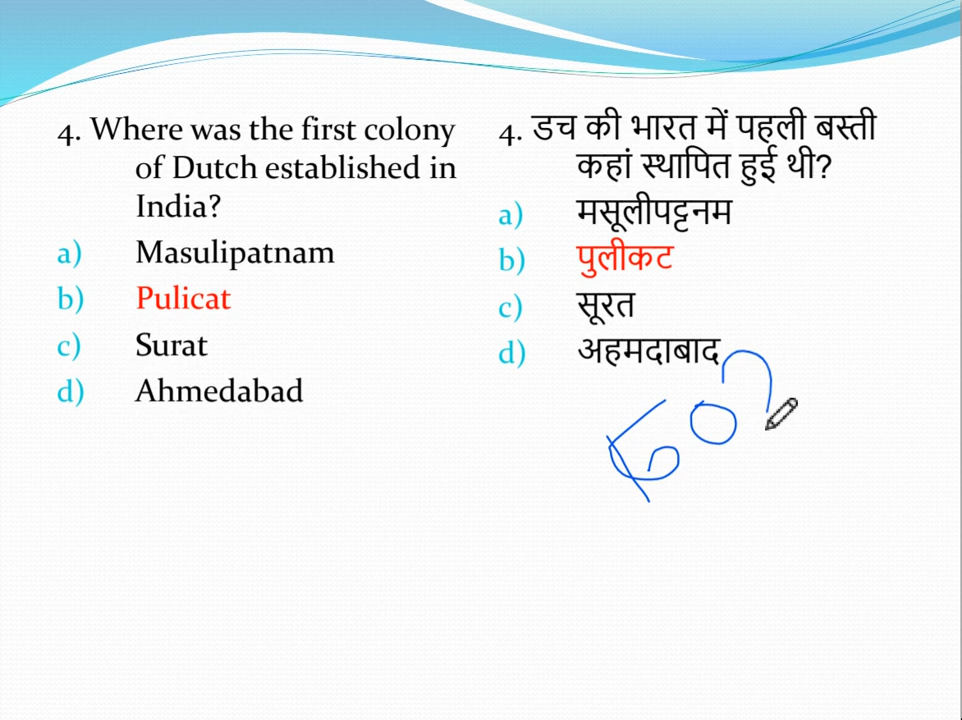 4. Where was the first colony
of Dutch established in
India?
a) Masulipatnam
b) Pulicat
c) Surat
d) Ahmedabad
4. डच की भारत में पहली बस्ती
कहां स्थापित हुई थी?
a) मसूलीपट्टनम
b) पुलीकट
c) सूरत
d) अहमदाबाद